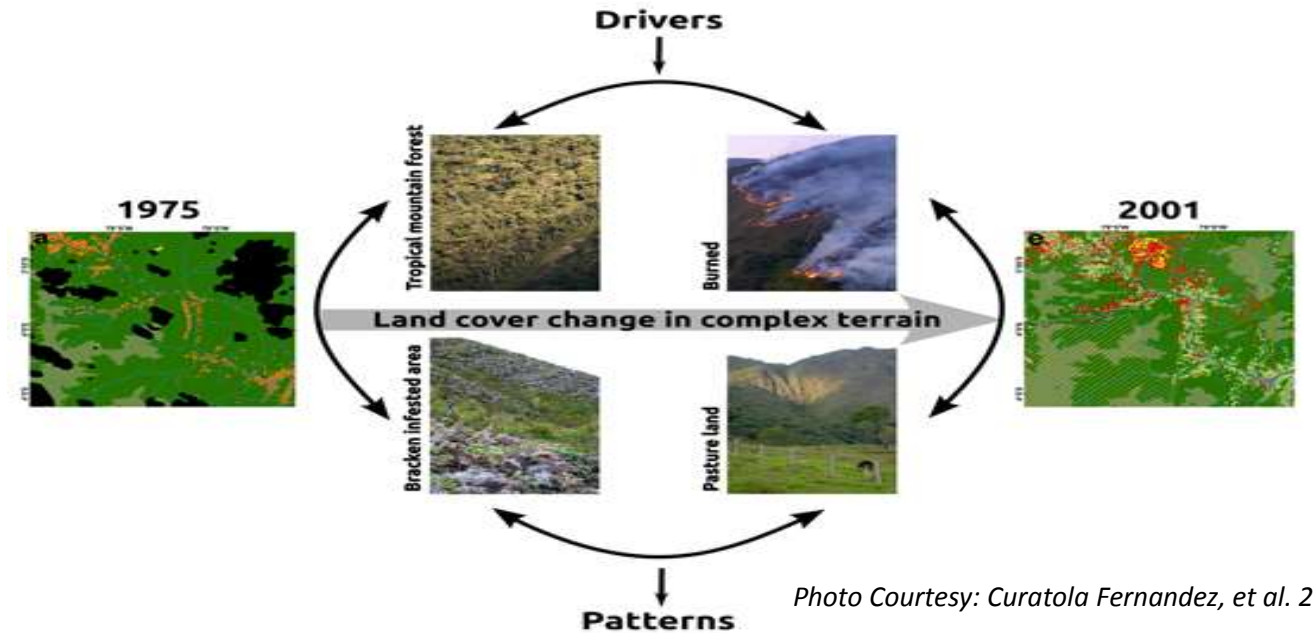 Drivers
Tropical mountain forest
Burned
1975
2001
a
e
Land cover change in complex terrain
Bracken infested area
Pasture land
Patterns
Photo Courtesy: Curatola Fernandez, et al. 2